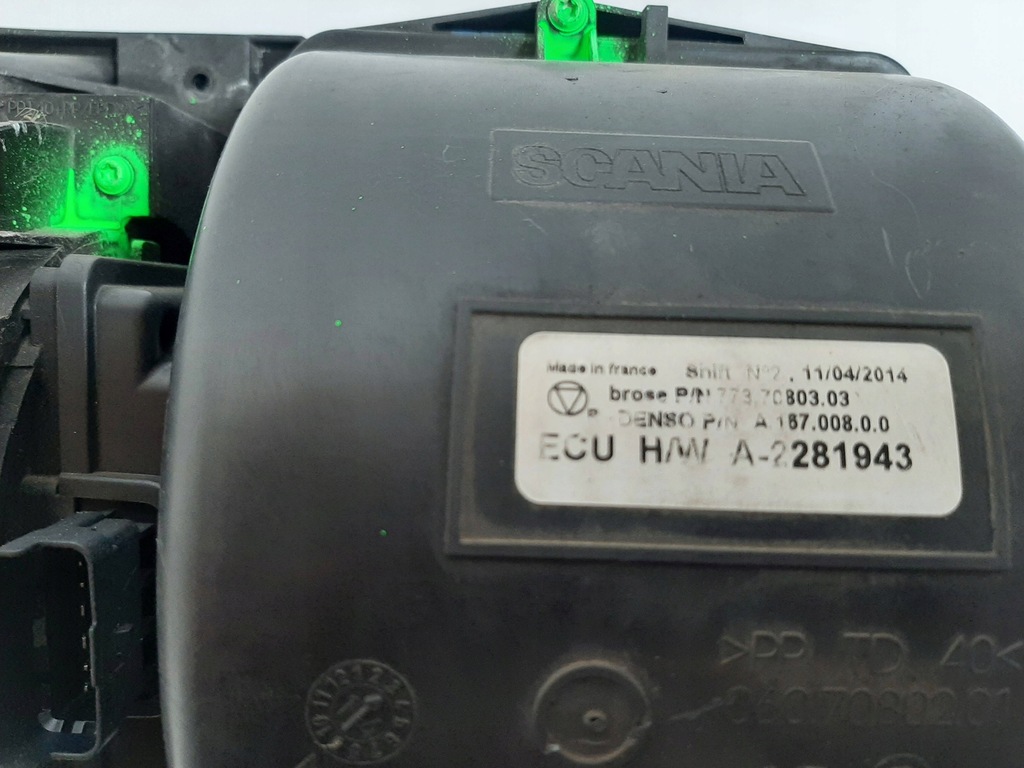 SCANIA
Made in france Shift N°2, 11/04/2014
brose P/N 773.70803.03
DENSO P/N A.167.008.0.0
ECU H/W A-2281943
>PP TD 40<